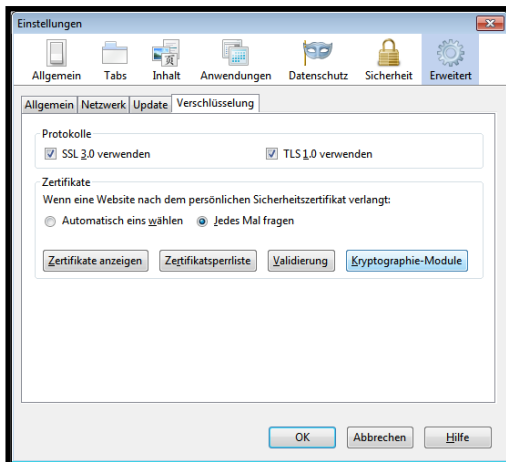 Einstellungen
Allgemein Tabs Inhalt Anwendungen Datenschutz Sicherheit Erweitert
Allgemein Netzwerk Update Verschlüsselung
Protokolle
SSL 3.0 verwenden TLS 1.0 verwenden
Zertifikate
Wenn eine Website nach dem persönlichen Sicherheitszertifikat verlangt:
Automatisch eins wählen Jedes Mal fragen
Zertifikate anzeigen Zertifikatsperrliste Validierung Kryptographie-Module
OK Abbrechen Hilfe